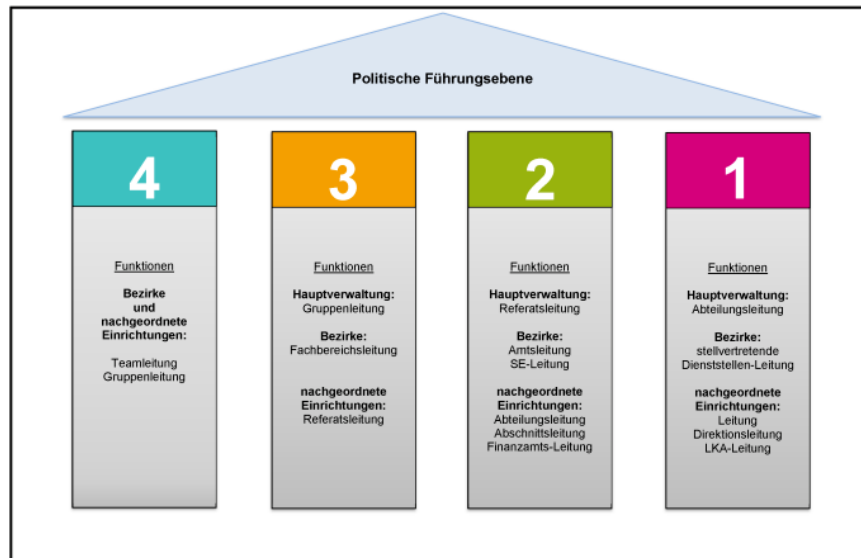 Politische Führungsebene
4
Funktionen
Bezirke
und
nachgeordnete
Einrichtungen:
Teamleitung
Gruppenleitung
3
Funktionen
Hauptverwaltung:
Gruppenleitung
Bezirke:
Fachbereichsleitung
nachgeordnete
Einrichtungen:
Referatsleitung
2
Funktionen
Hauptverwaltung:
Referatsleitung
Bezirke:
Amtsleitung
SE-Leitung
nachgeordnete
Einrichtungen:
Abteilungsleitung
Abschnittsleitung
Finanzamts-Leitung
1
Funktionen
Hauptverwaltung:
Abteilungsleitung
Bezirke:
stellvertretende
Dienststellen-Leitung
nachgeordnete
Einrichtungen:
Leitung
Direktionsleitung
LKA-Leitung